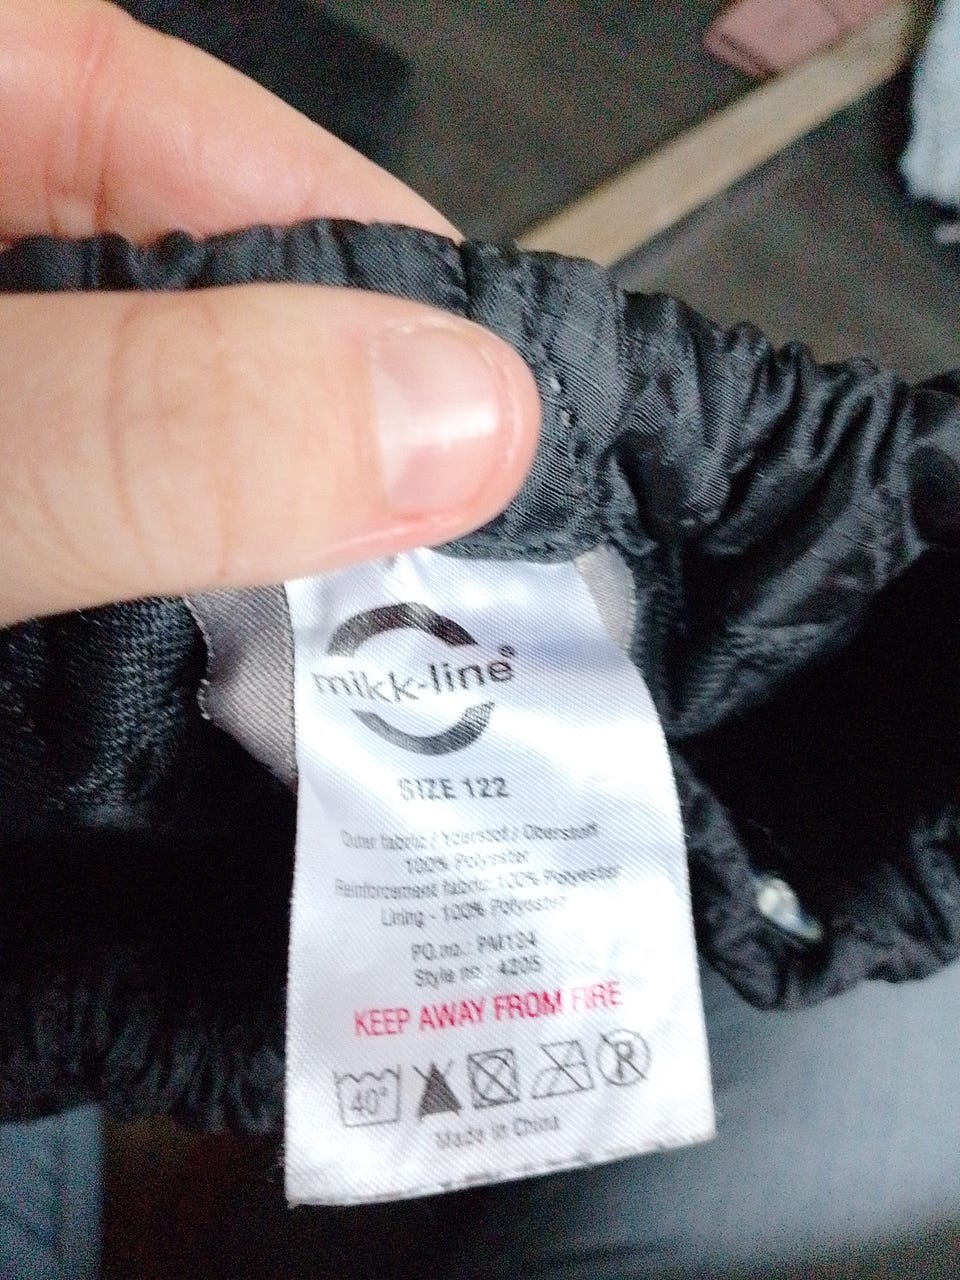 mikk-line®
SIZE 122
Outer fabric / Yderstof / Oberstoff
100% Polyester
Reinforcement fabric: 100% Polyester
Lining - 100% Polyester
PO.no.: PM124
Style no.: 4205
KEEP AWAY FROM FIRE
40°
R
Made in China